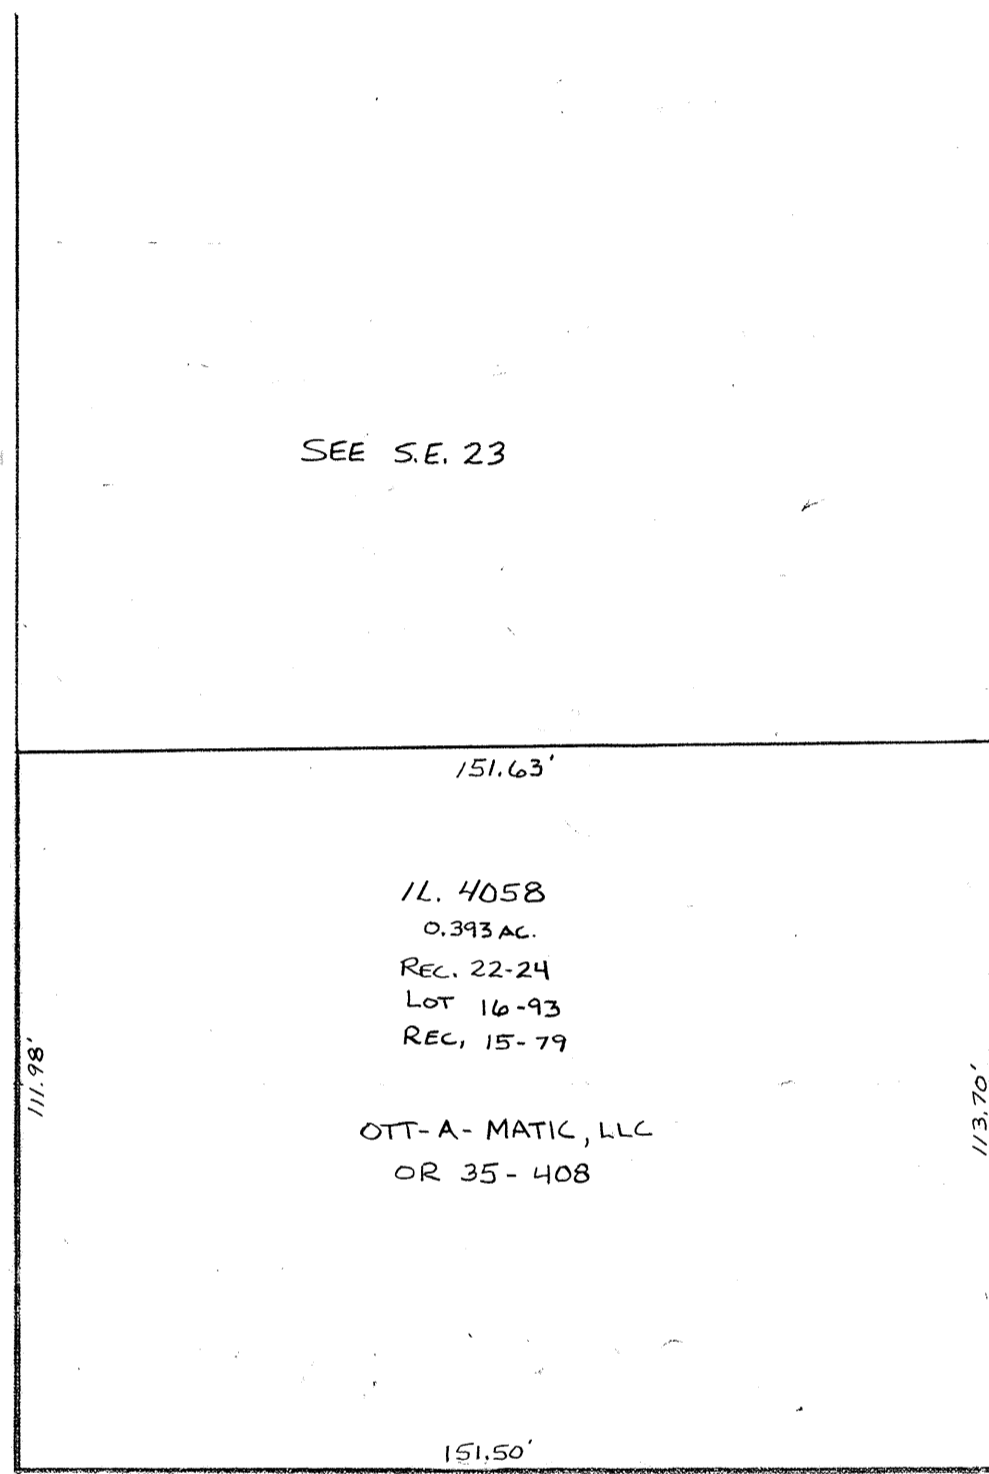 SEE S.E. 23
151.63'
IL. 4058
0.393 AC.
REC. 22-24
LOT 16-93
REC, 15-79
111.98'
113.70'
OTT-A-MATIC, LLC
OR 35-408
151.50'